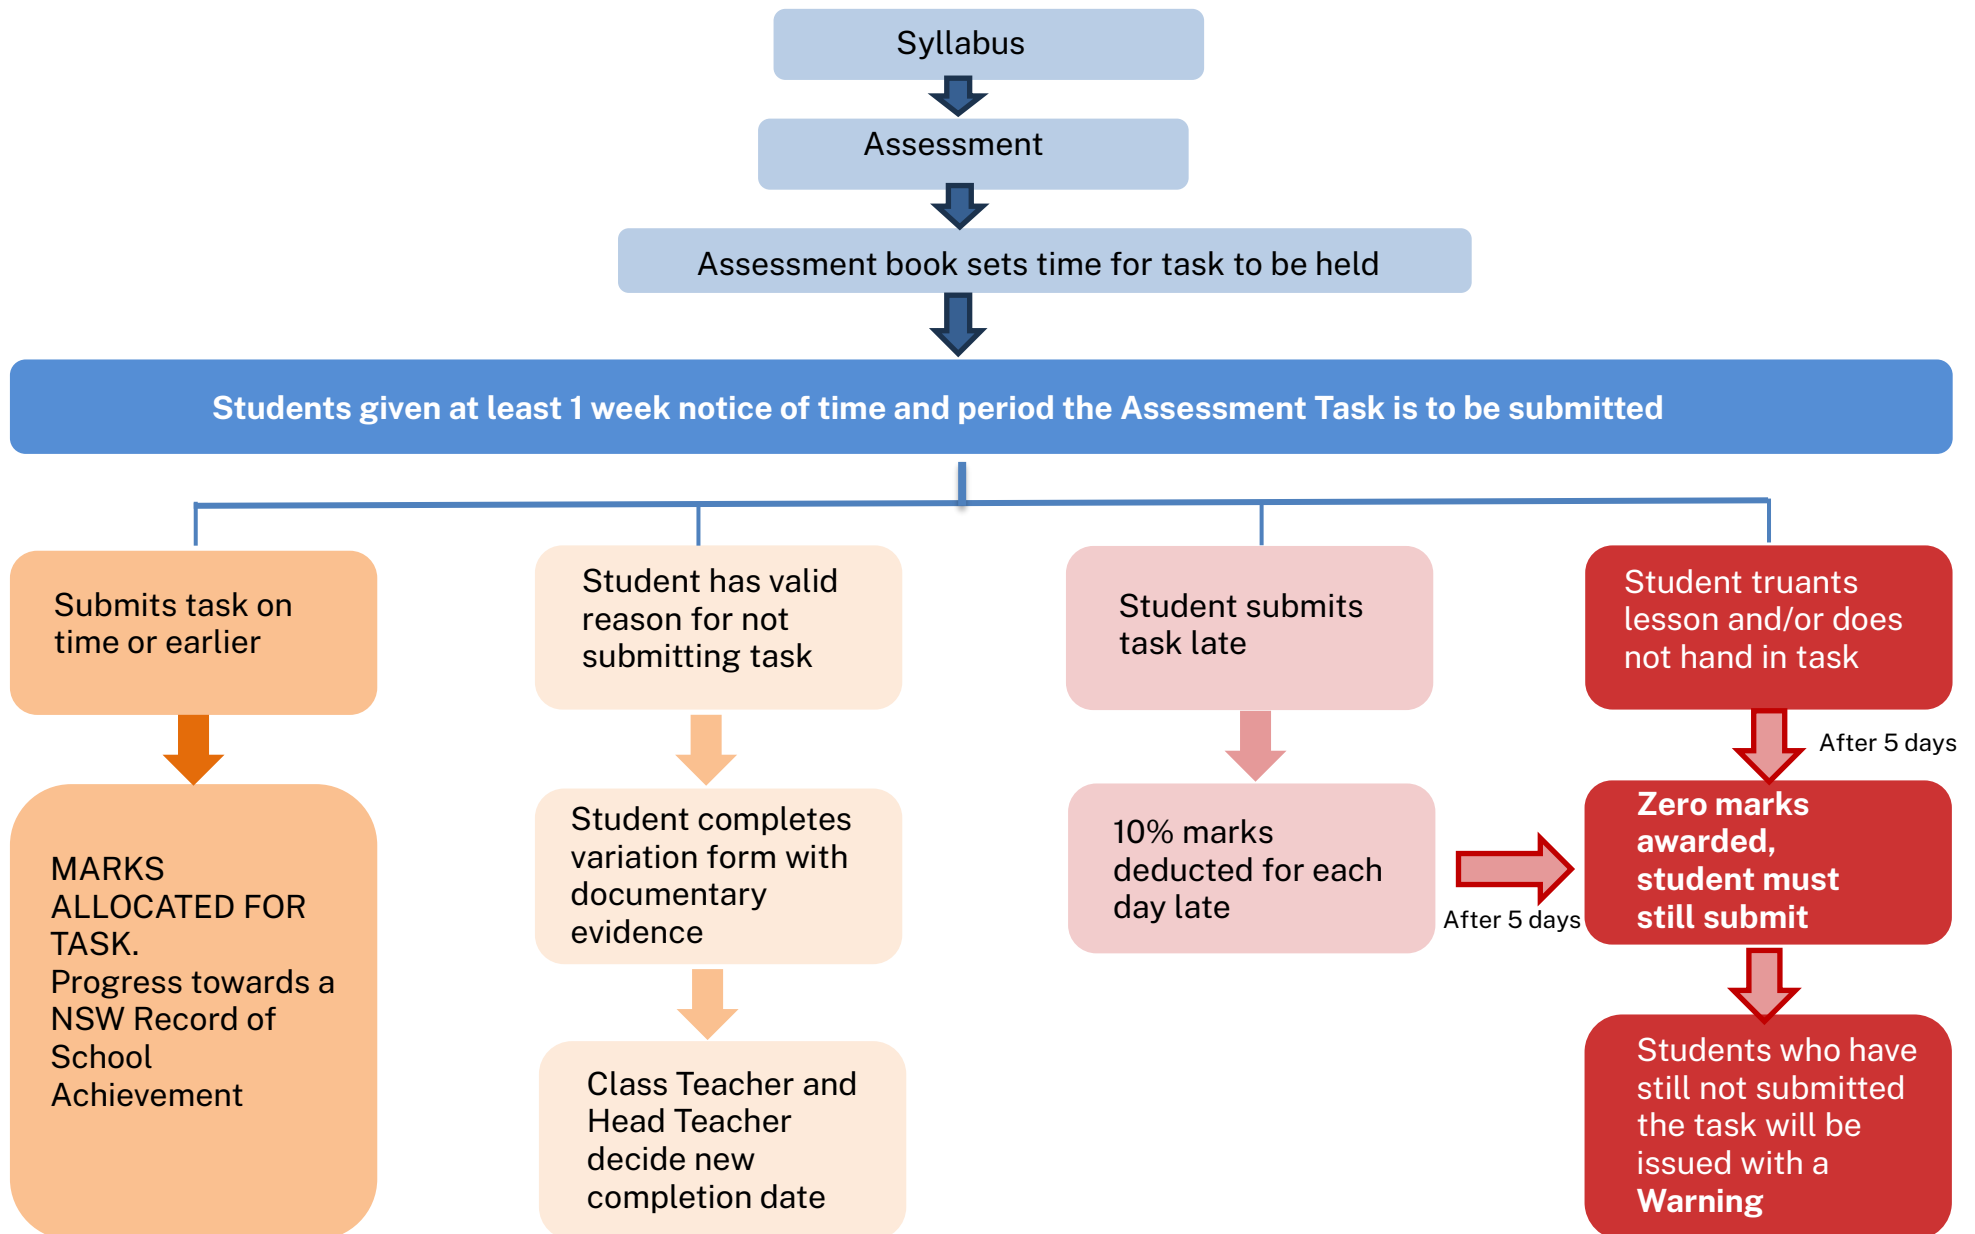 Syllabus
Assessment
Assessment book sets time for task to be held
Students given at least 1 week notice of time and period the Assessment Task is to be submitted
Submits task on
time or earlier
MARKS
ALLOCATED FOR
TASK.
Progress towards a
NSW Record of
School
Achievement
Student has valid
reason for not
submitting task
Student completes
variation form with
documentary
evidence
Class Teacher and
Head Teacher
decide new
completion date
Student submits
task late
10% marks
deducted for each
day late
After 5 days
Student truants
lesson and/or does
not hand in task
After 5 days
Zero marks
awarded,
student must
still submit
Students who have
still not submitted
the task will be
issued with a
Warning